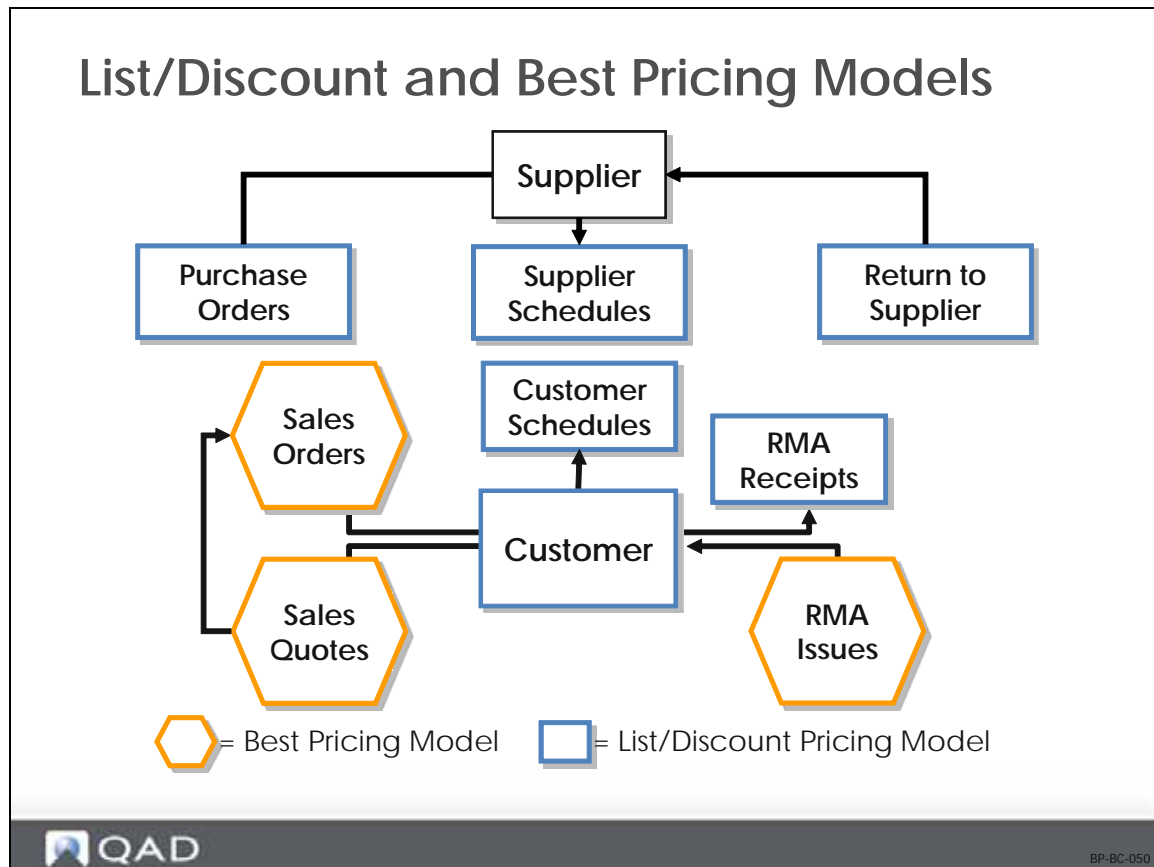 List/Discount and Best Pricing Models
Supplier
Purchase
Orders
Supplier
Schedules
Return to
Supplier
Sales
Orders
Customer
Schedules
RMA
Receipts
Customer
Sales
Quotes
RMA
Issues
= Best Pricing Model
= List/Discount Pricing Model
QAD
BP-BC-050